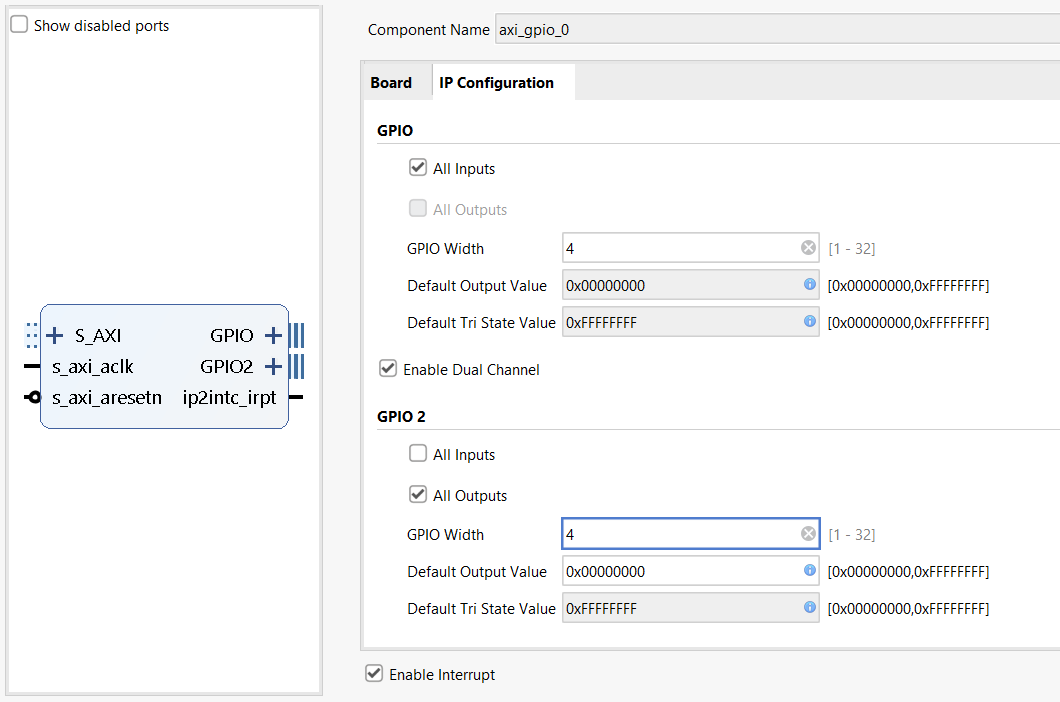 Show disabled ports
S_AXI
s_axi_aclk
s_axi_aresetn
GPIO
GPIO2
ip2intc_irpt
Component Name axi_gpio_0
Board IP Configuration
GPIO
All Inputs
All Outputs
GPIO Width 4 [1 - 32]
Default Output Value 0x00000000 [0x00000000,0xFFFFFFFF]
Default Tri State Value 0xFFFFFFFF [0x00000000,0xFFFFFFFF]
Enable Dual Channel
GPIO 2
All Inputs
All Outputs
GPIO Width 4 [1 - 32]
Default Output Value 0x00000000 [0x00000000,0xFFFFFFFF]
Default Tri State Value 0xFFFFFFFF [0x00000000,0xFFFFFFFF]
Enable Interrupt